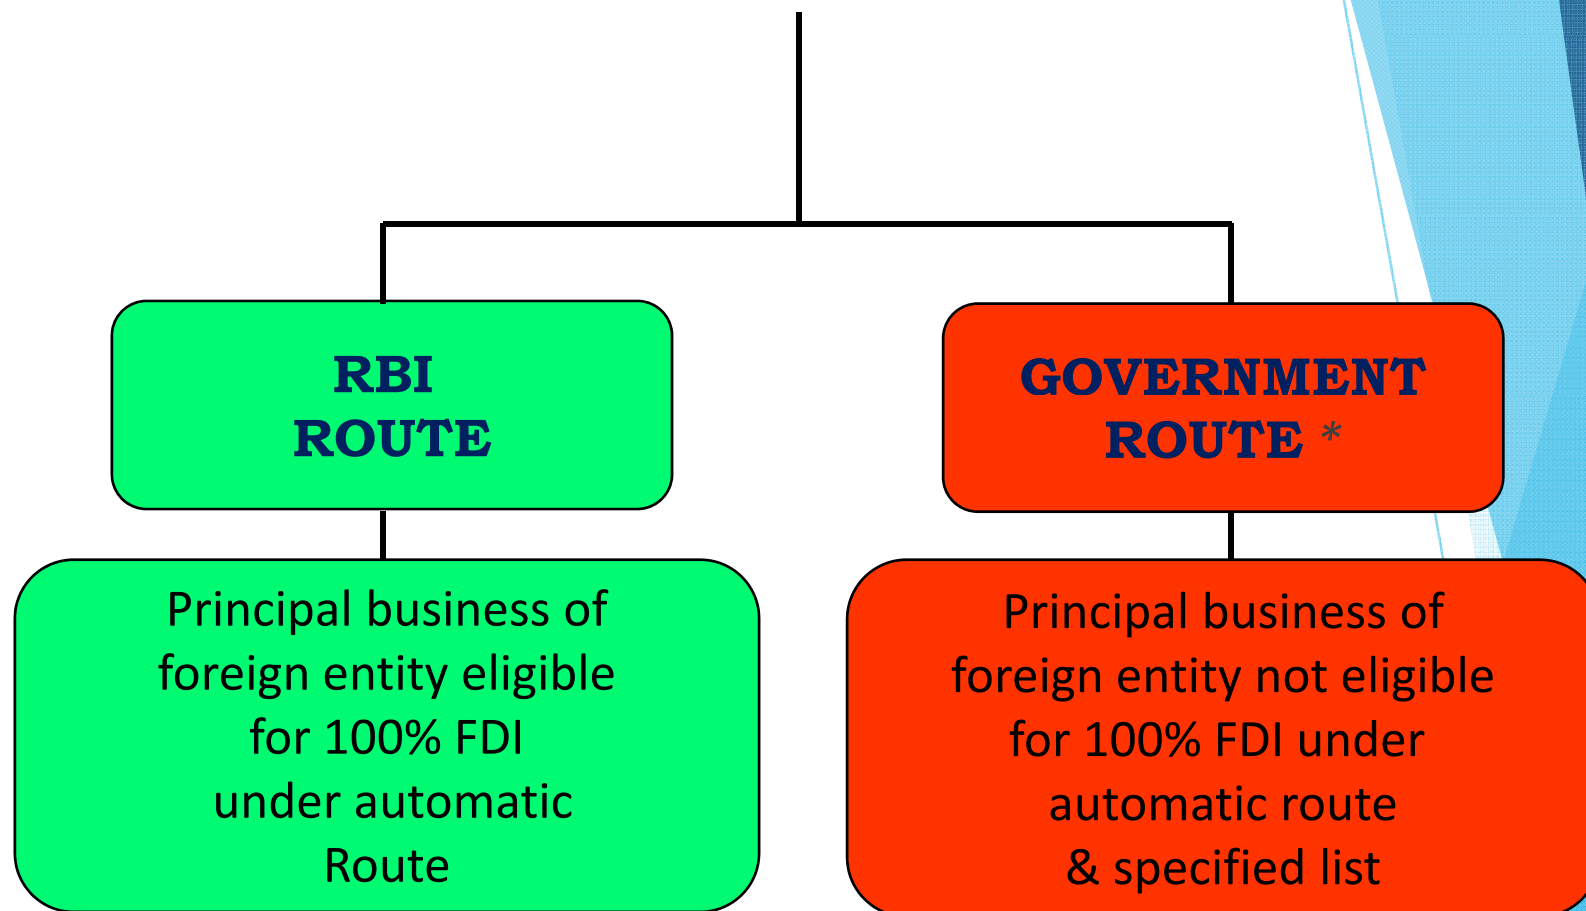 RBI
ROUTE
GOVERNMENT
ROUTE *
Principal business of
foreign entity eligible
for 100% FDI
under automatic
Route
Principal business of
foreign entity not eligible
for 100% FDI under
automatic route
& specified list